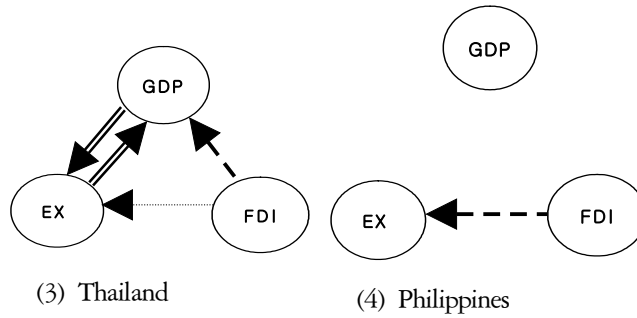 GDP
EX
FDI
(3) Thailand
GDP
EX
FDI
(4) Philippines